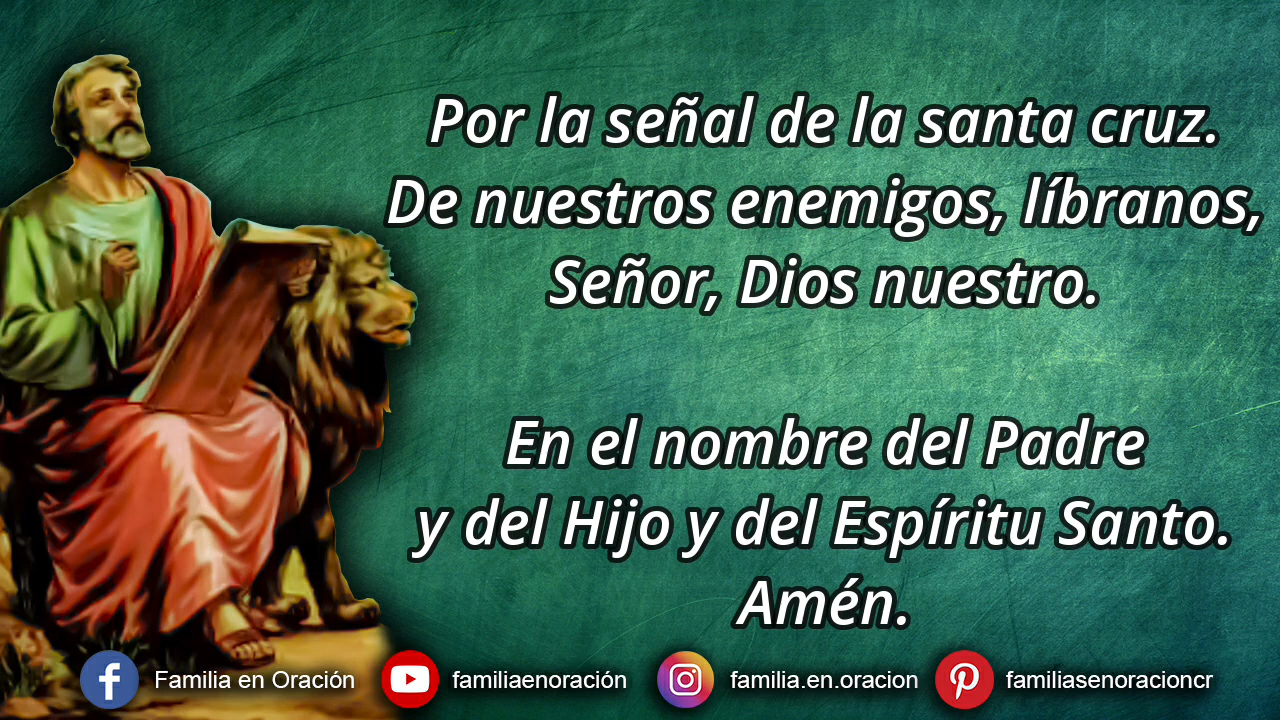 Por la señal de la santa cruz.
De nuestros enemigos, líbranos,
Señor, Dios nuestro.
En el nombre del Padre
y del Hijo y del Espíritu Santo.
Amén.
Familia en Oración familiaenoración familia.en.oracion familiasenoracioncr